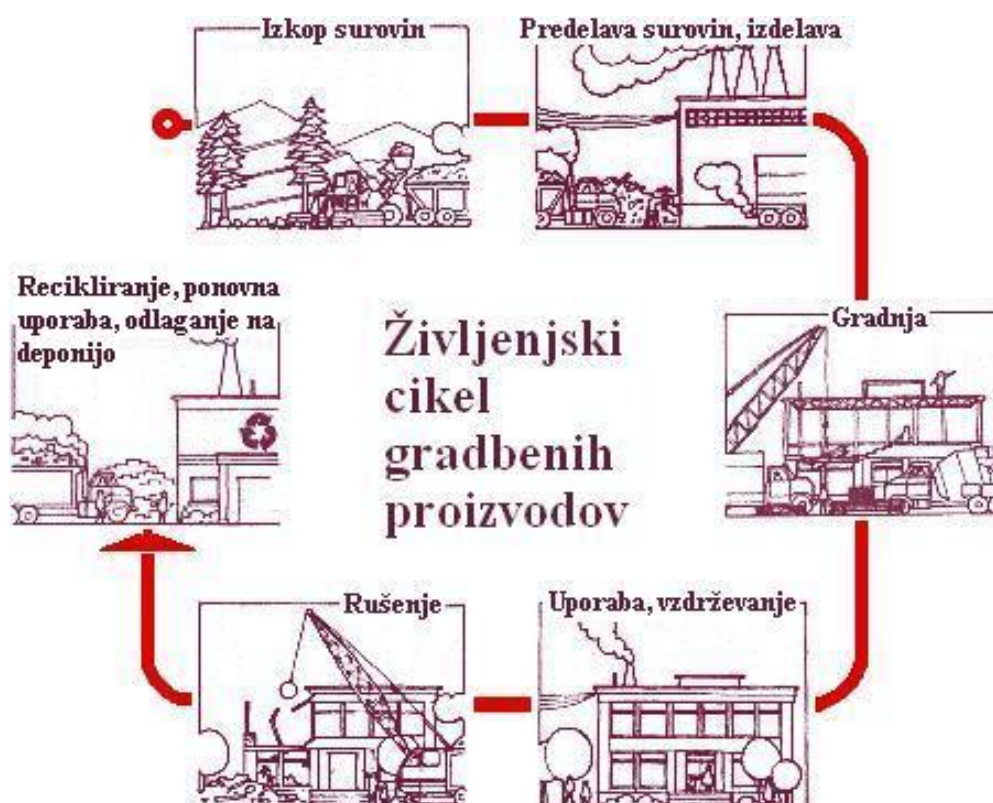 Izkop surovin
Predelava surovin, izdelava
Gradnja
Uporaba, vzdrževanje
Rušenje
Recikliranje, ponovna
uporaba, odlaganje na
deponijo
Življenjski
cikel
gradbenih
proizvodov